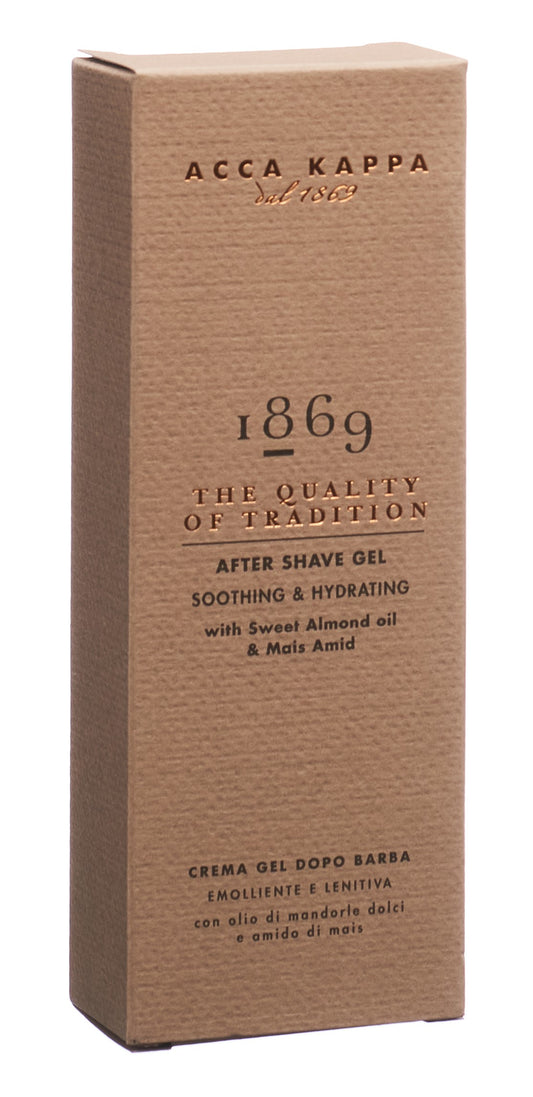 ACCA KAPPA
dal 1869
1869
THE QUALITY
OF TRADITION
AFTER SHAVE GEL
SOOTHING & HYDRATING
with Sweet Almond oil
& Mais Amid
CREMA GEL DOPO BARBA
EMOLLIENTE E LENITIVA
con olio di mandorle dolci
e amido di mais